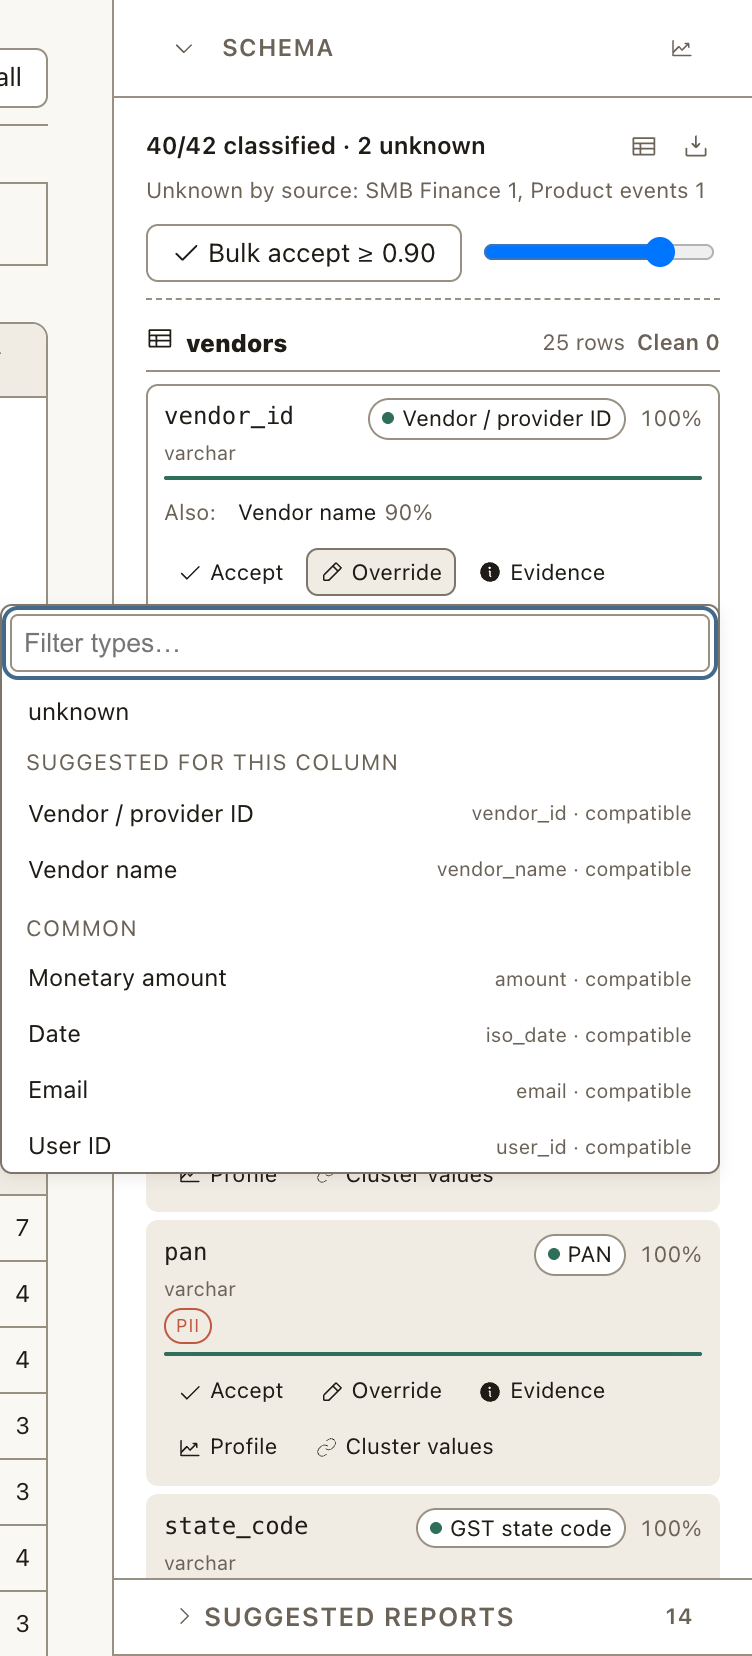 all
SCHEMA
40/42 classified · 2 unknown
Unknown by source: SMB Finance 1, Product events 1
Bulk accept ≥ 0.90
vendors 25 rows Clean 0
vendor_id Vendor / provider ID 100%
varchar
Also: Vendor name 90%
Accept Override Evidence
Filter types…
unknown
SUGGESTED FOR THIS COLUMN
Vendor / provider ID vendor_id · compatible
Vendor name vendor_name · compatible
COMMON
Monetary amount amount · compatible
Date iso_date · compatible
Email email · compatible
User ID user_id · compatible
Profile Cluster values
7
pan PAN 100%
varchar
4
PII
4
Accept Override Evidence
3
Profile Cluster values
3
state_code GST state code 100%
4
varchar
SUGGESTED REPORTS 14
3